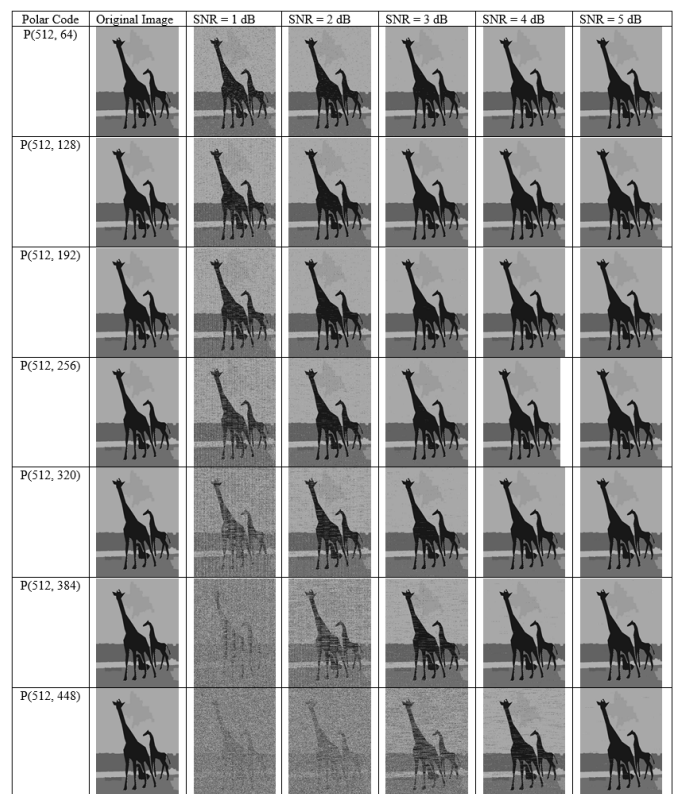 Polar Code Original Image SNR = 1 dB SNR = 2 dB SNR = 3 dB SNR = 4 dB SNR = 5 dB
P(512, 64)
P(512, 128)
P(512, 192)
P(512, 256)
P(512, 320)
P(512, 384)
P(512, 448)